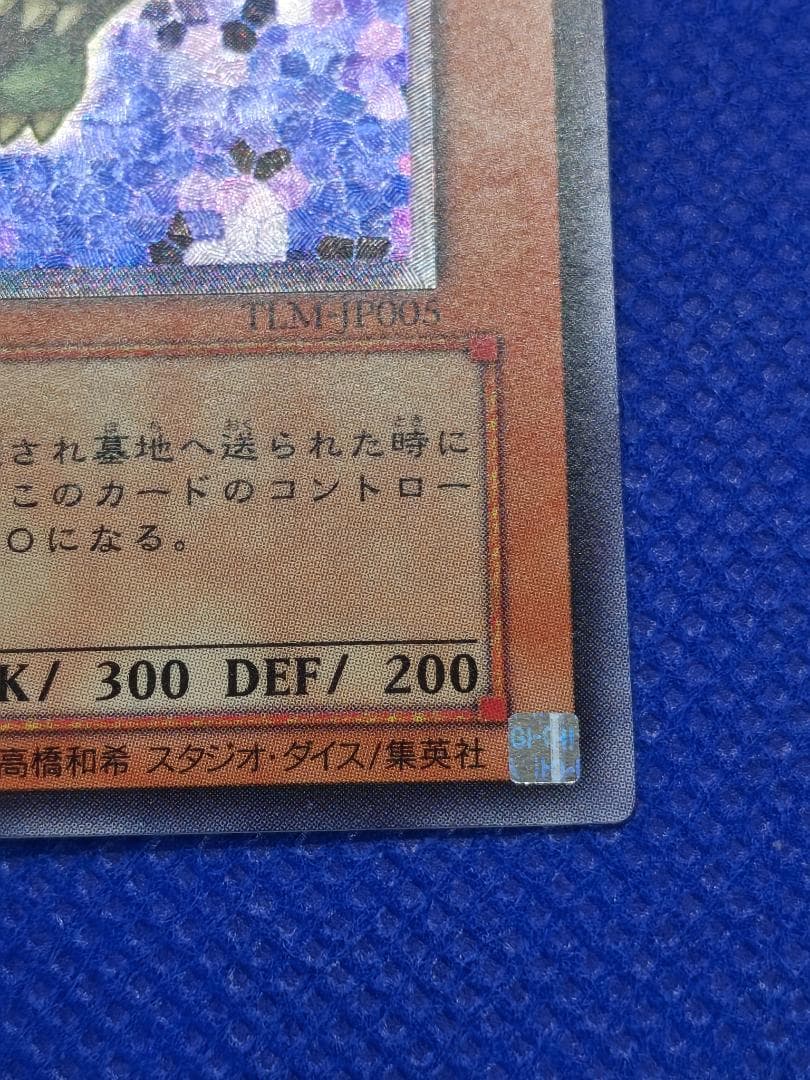 TLM-JP005
され墓地へ送られた時に
このカードのコントロー
〇になる。
K/ 300 DEF/ 200
高橋和希 スタジオ・ダイス/集英社